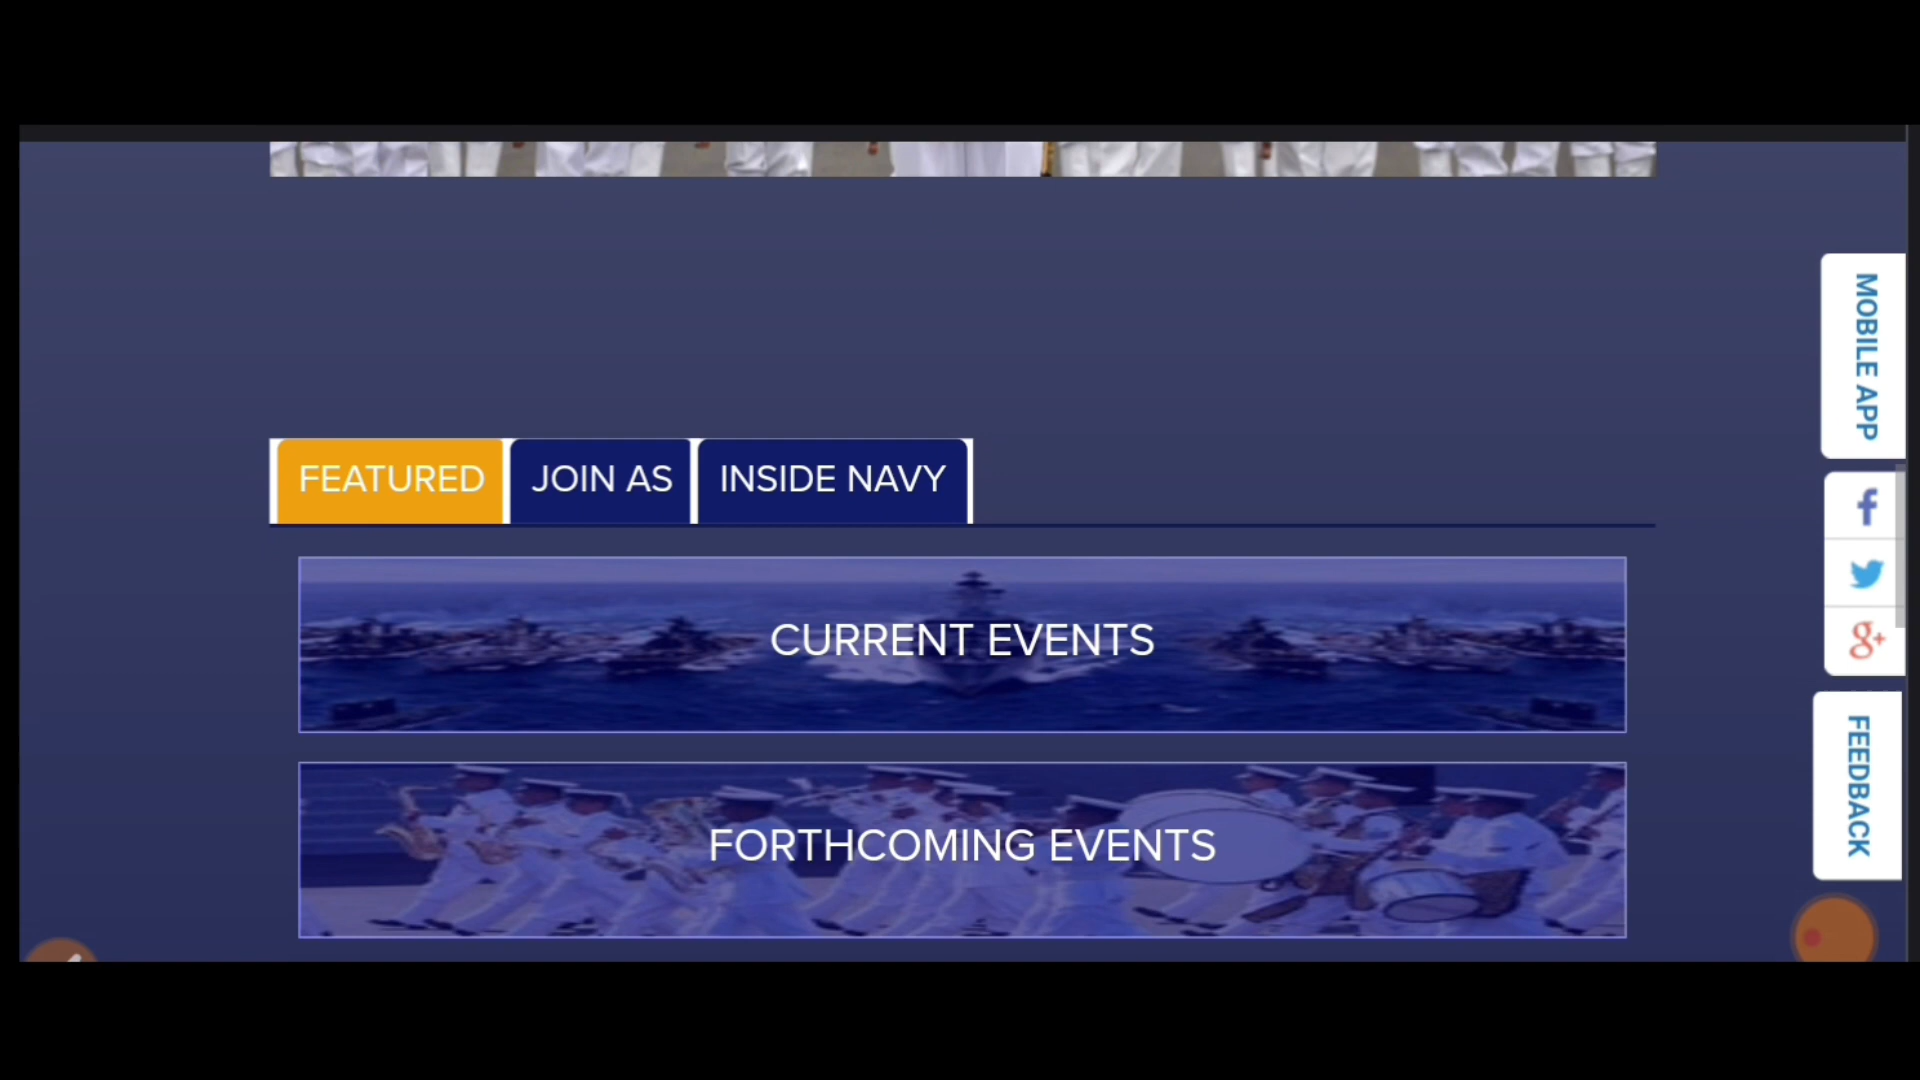 MOBILE APP
FEATURED
JOIN AS
INSIDE NAVY
CURRENT EVENTS
FORTHCOMING EVENTS
f
g+
FEEDBACK